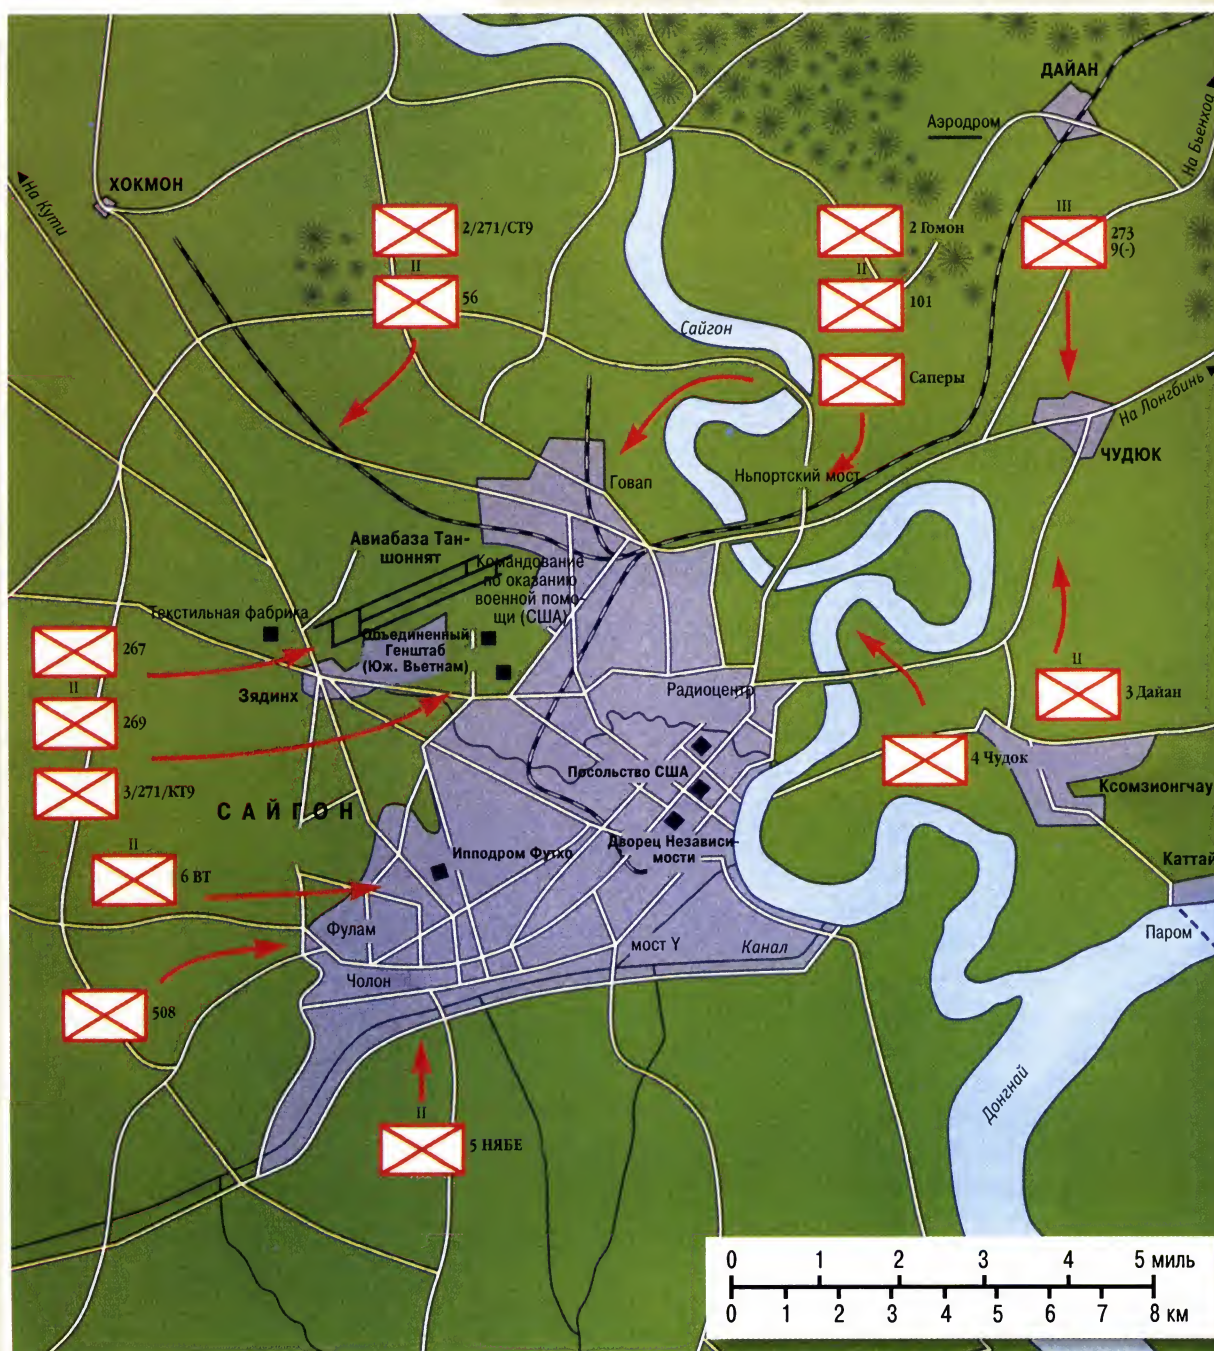 ДАЙАН
Аэродром
На Бьенхоа
На Кути
ХОКМОН
2/271/СТ9
II
56
2 Гомон
II
101
Саперы
III
273
9(-)
Сайгон
На Лонгбинь
ЧУДЮК
Говап
Ньпортский мост
Авиабаза Тан-
шоннят
Командование
по оказанию
военной помо-
щи (США)
Текстильная фабрика
Объединенный
Генштаб
(Юж. Вьетнам)
Зядинх
267
II
269
3/271/КТ9
Радиоцентр
II
3 Дайан
4 Чудок
Посольство США
Ксомзионгчау
САЙГОН
Ипподром Футхо
Дворец Независи-
мости
Каттай
II
6 ВТ
Фулам
мост Y
Канал
Паром
Чолон
508
Донгнай
II
5 НЯБЕ
0 1 2 3 4 5 миль
0 1 2 3 4 5 6 7 8 км